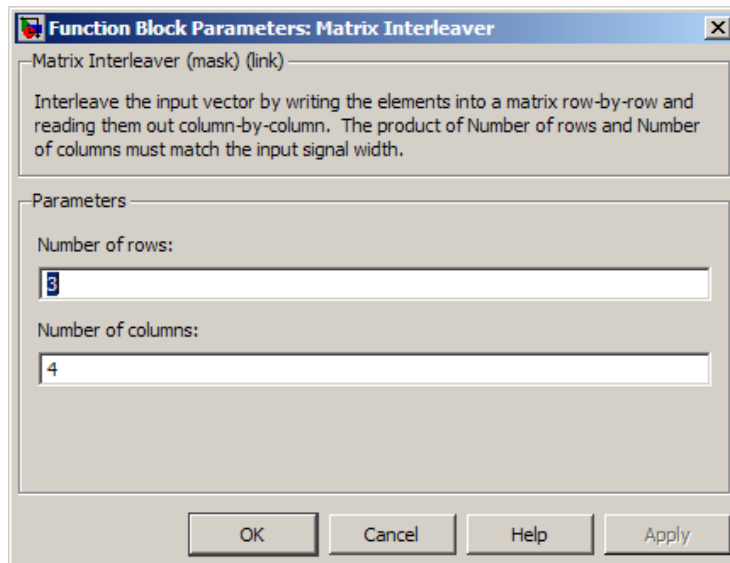 Function Block Parameters: Matrix Interleaver
Matrix Interleaver (mask) (link)
Interleave the input vector by writing the elements into a matrix row-by-row and
reading them out column-by-column.  The product of Number of rows and Number
of columns must match the input signal width.
Parameters
Number of rows:
3
Number of columns:
4
OK Cancel Help Apply